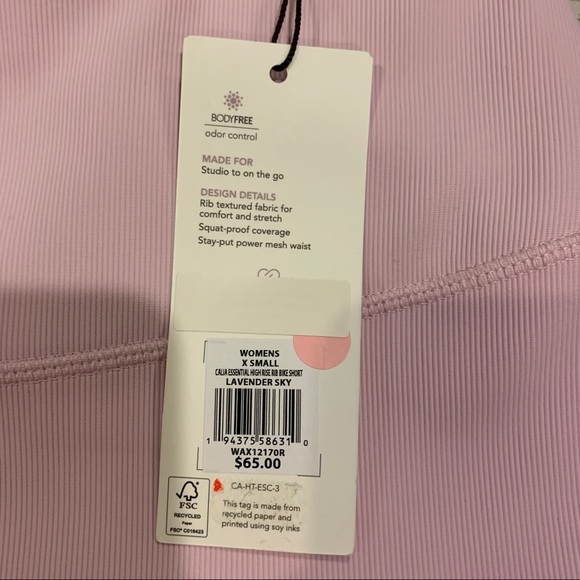 BODYFREE
odor control
MADE FOR
Studio to on the go
DESIGN DETAILS
Rib textured fabric for
comfort and stretch
Squat-proof coverage
Stay-put power mesh waist
WOMENS
X SMALL
CALIA ESSENTIAL HIGH RISE RIB BIKE SHORT
LAVENDER SKY
1 94375 58631 0
WAX12170R
$65.00
CA-HT-ESC-3
This tag is made from
recycled paper and
printed using soy inks
FSC
RECYCLED
Paper
FSC® C016423